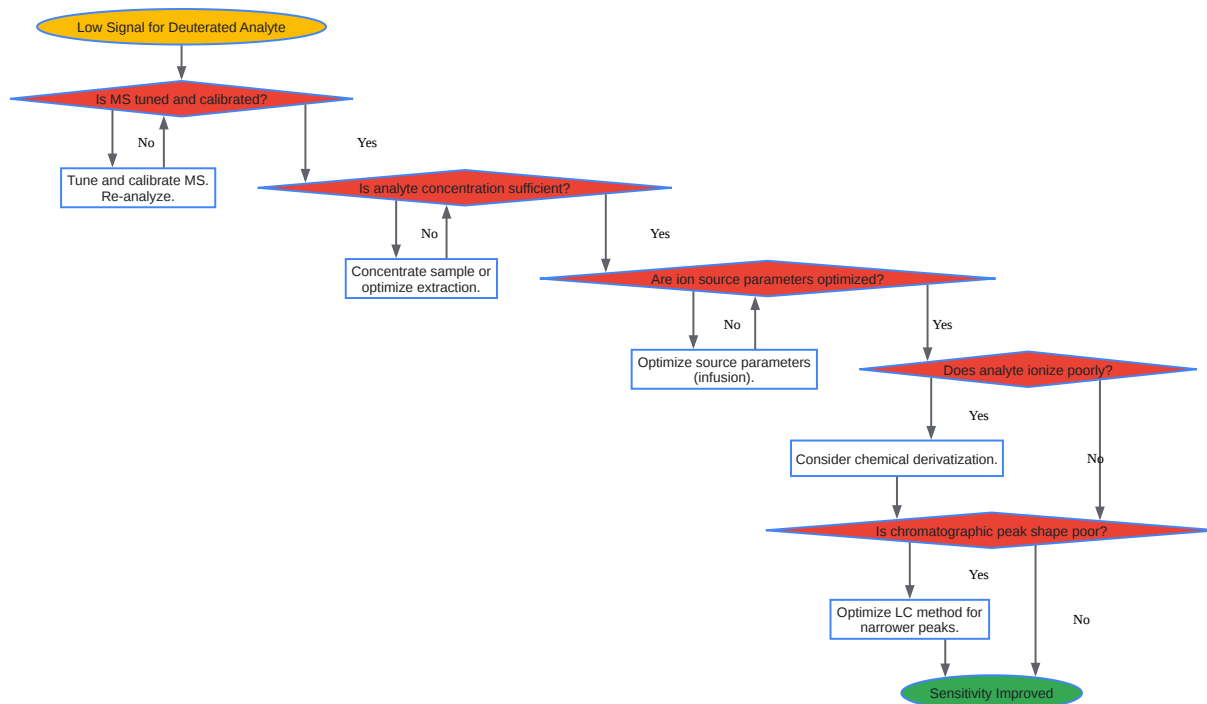 Low Signal for Deuterated Analyte
Is MS tuned and calibrated?
No
Yes
Tune and calibrate MS.
Re-analyze.
Is analyte concentration sufficient?
No
Yes
Concentrate sample or
optimize extraction.
Are ion source parameters optimized?
No
Yes
Optimize source parameters
(infusion).
Does analyte ionize poorly?
Yes
Consider chemical derivatization.
No
Is chromatographic peak shape poor?
Yes
Optimize LC method for
narrower peaks.
No
Sensitivity Improved